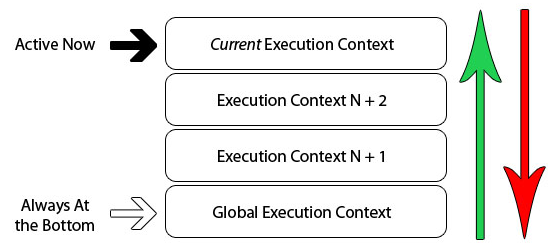 Active Now
Current Execution Context
Execution Context N + 2
Execution Context N + 1
Always At
the Bottom
Global Execution Context